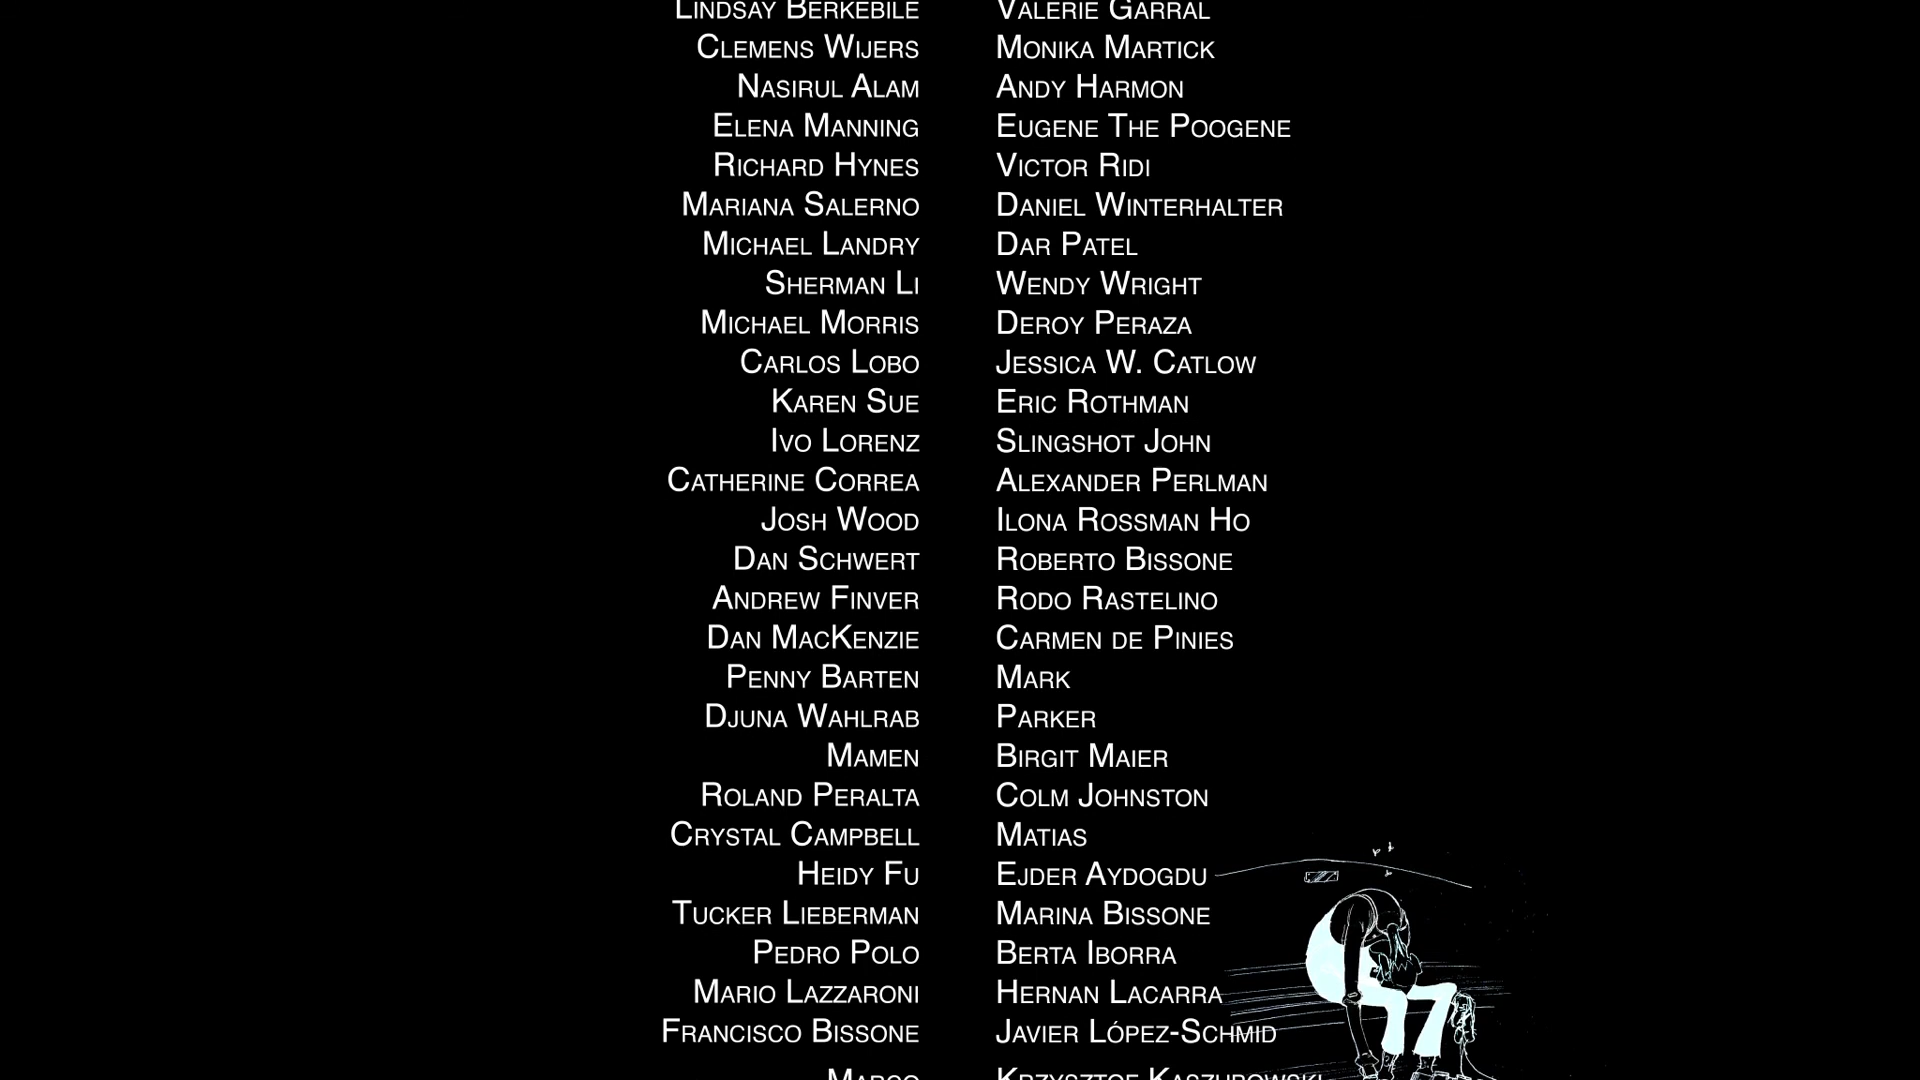 Lindsay Berkebile Valerie Garral
Clemens Wijers Monika Martick
Nasirul Alam Andy Harmon
Elena Manning Eugene The Poogene
Richard Hynes Victor Ridi
Mariana Salerno Daniel Winterhalter
Michael Landry Dar Patel
Sherman Li Wendy Wright
Michael Morris Deroy Peraza
Carlos Lobo Jessica W. Catlow
Karen Sue Eric Rothman
Ivo Lorenz Slingshot John
Catherine Correa Alexander Perlman
Josh Wood Ilona Rossman Ho
Dan Schwert Roberto Bissone
Andrew Finver Rodo Rastelino
Dan MacKenzie Carmen de Pinies
Penny Barten Mark
Djuna Wahlrab Parker
Mamen Birgit Maier
Roland Peralta Colm Johnston
Crystal Campbell Matias
Heidy Fu Ejder Aydogdu
Tucker Lieberman Marina Bissone
Pedro Polo Berta Iborra
Mario Lazzaroni Hernan Lacarra
Francisco Bissone Javier López-Schmid
Marco Krzysztof Kaszubowski